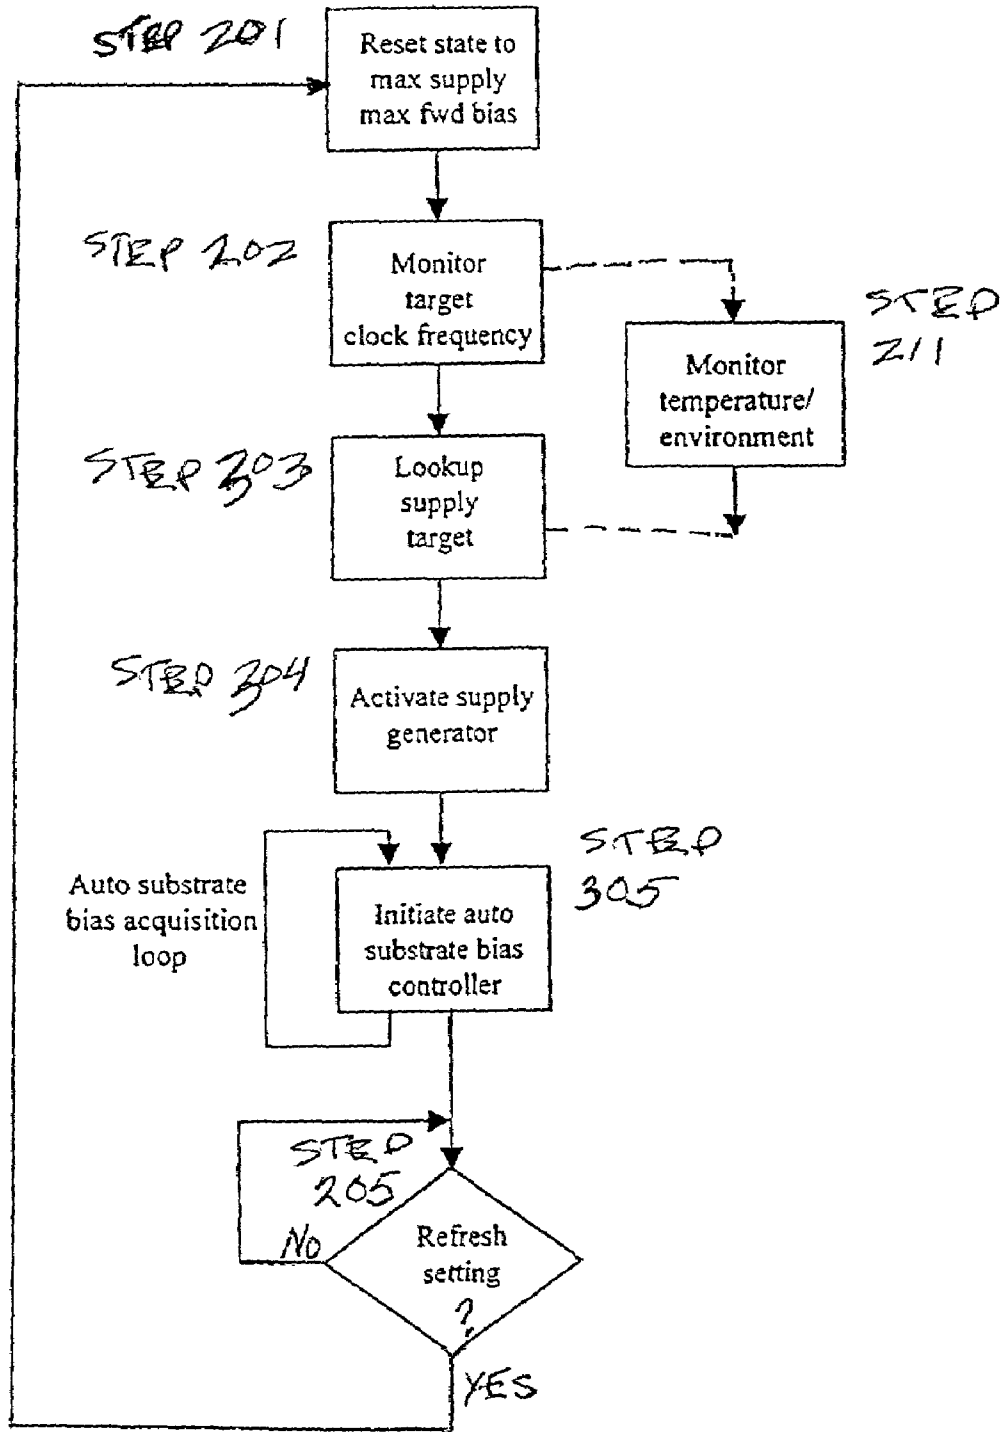 STEP 201
Reset state to
max supply
max fwd bias
STEP 202
Monitor
target
clock frequency
STEP
211
Monitor
temperature/
environment
STEP 303
Lookup
supply
target
STEP 304
Activate supply
generator
STEP
305
Auto substrate
bias acquisition
loop
Initiate auto
substrate bias
controller
STEP
205
No
Refresh
setting
?
YES